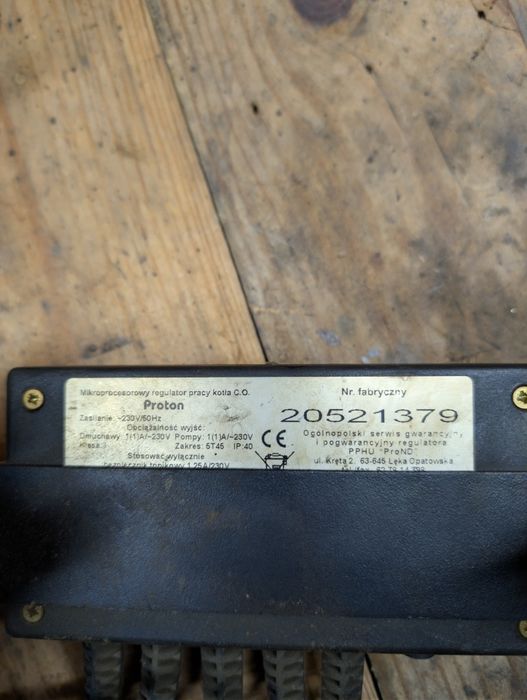 Mikroprocesorowy regulator pracy kotła C.O.
Proton
Zasilanie: ~230V/50Hz
Obciążalność wyjść:
Dmuchawy: 1(1)A/~230V Pompy: 1(1)A/~230V
Klasa: I Zakres: 5T45 IP:40
Stosować wyłącznie
bezpiecznik topikowy 1,25A/230V
CE
Nr. fabryczny
20521379
Ogólnopolski serwis gwarancyjny
i pogwarancyjny regulatora
PPHU "ProND"
ul. Kręta 2, 63-645 Łęka Opatowska